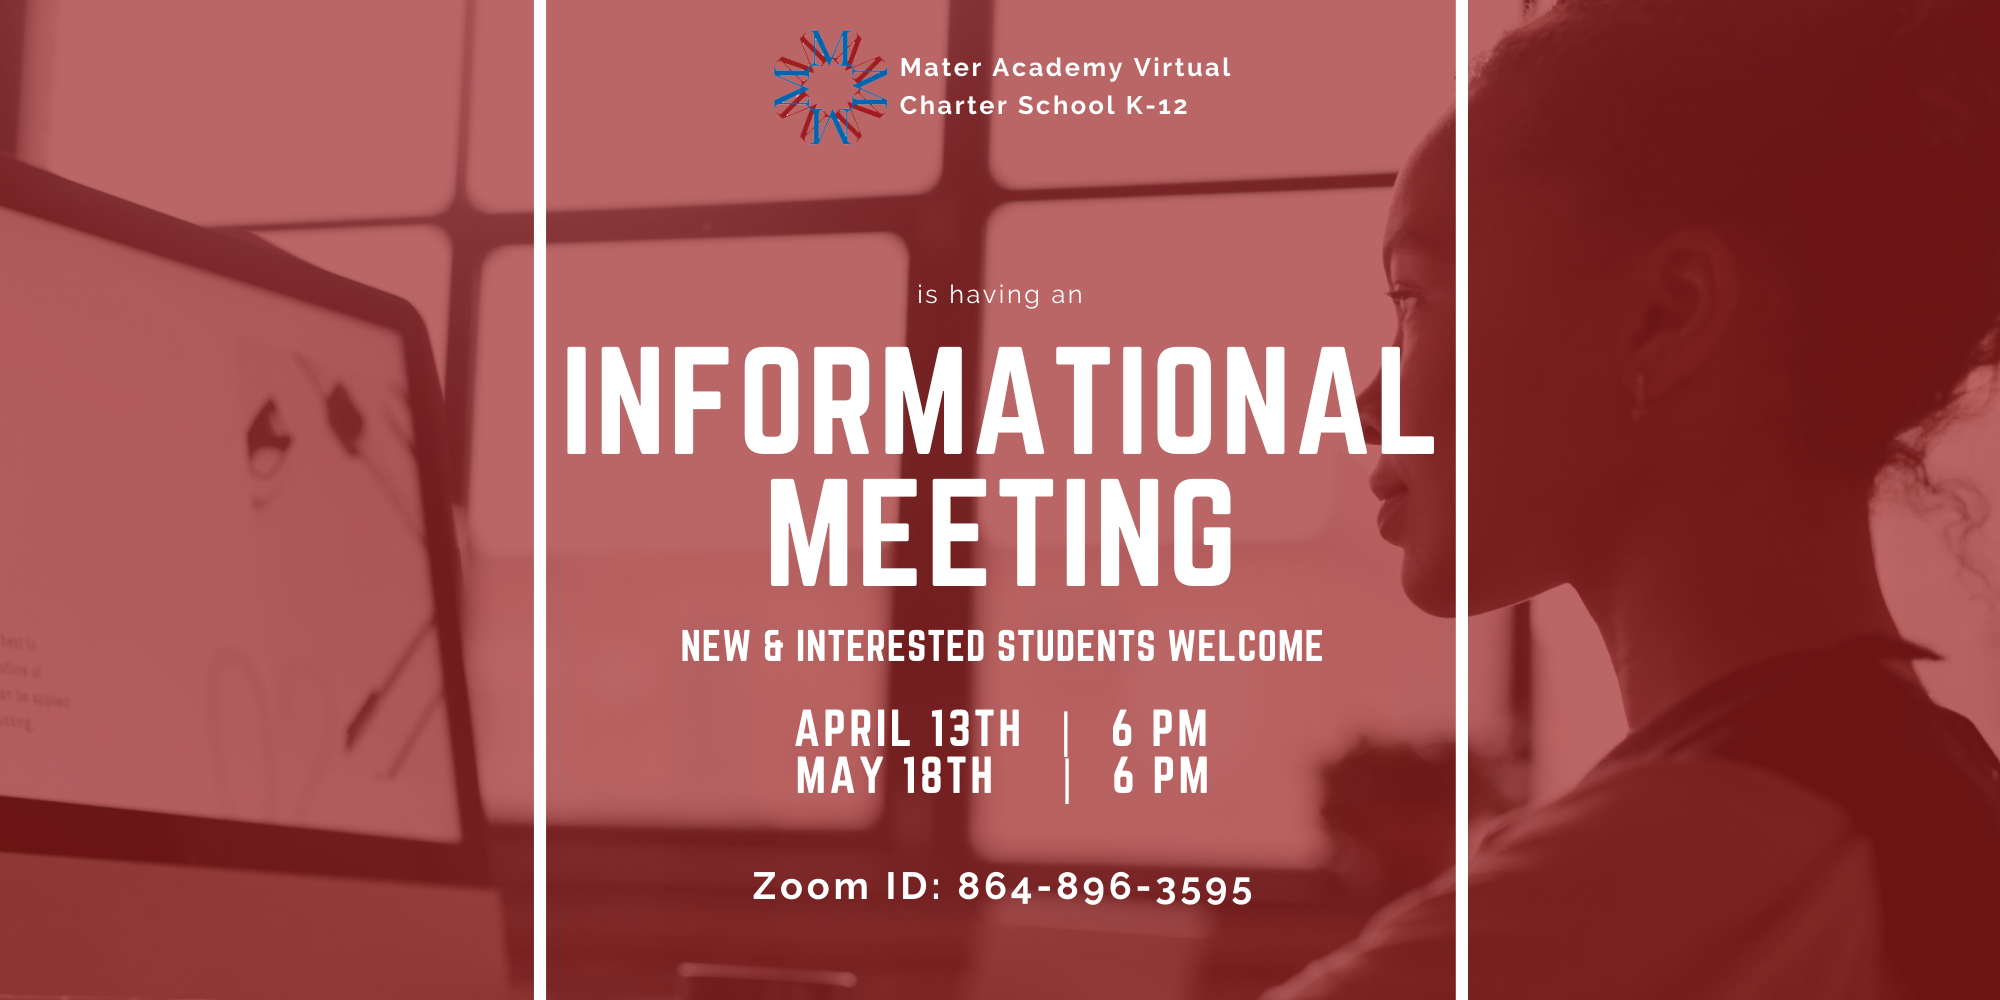 Mater Academy Virtual
Charter School K-12
is having an
INFORMATIONAL
MEETING
NEW & INTERESTED STUDENTS WELCOME
APRIL 13TH | 6 PM
MAY 18TH | 6 PM
Zoom ID: 864-896-3595